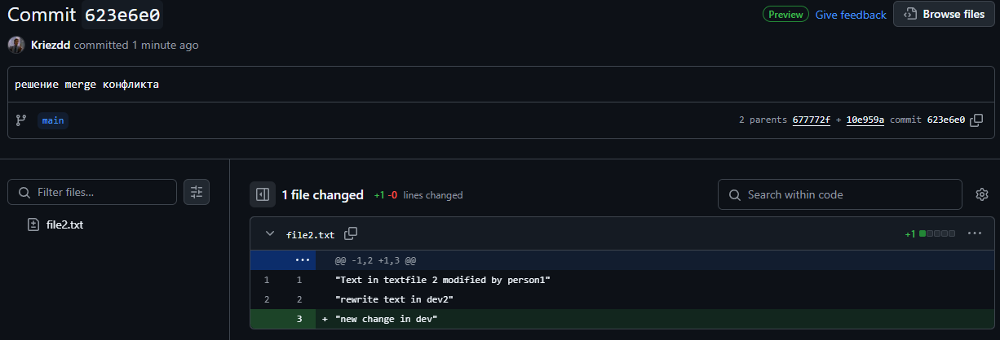 Commit 623e6e0
Preview Give feedback Browse files
Kriezdd committed 1 minute ago
решение merge конфликта
main
2 parents 677772f + 10e959a commit 623e6e0
Filter files...
file2.txt
1 file changed +1 -0 lines changed
Search within code
file2.txt
+1
@@ -1,2 +1,3 @@
1 1 "Text in textfile 2 modified by person1"
2 2 "rewrite text in dev2"
3 + "new change in dev"